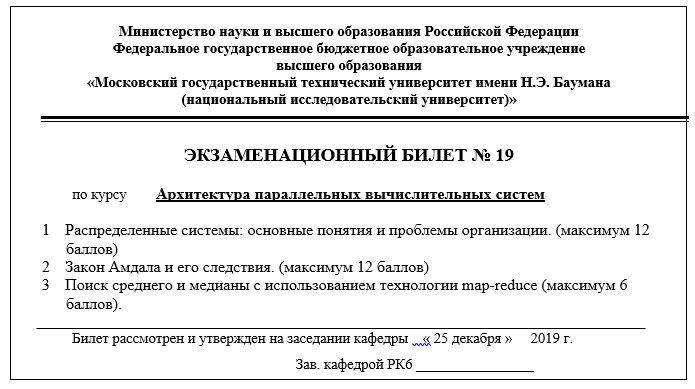 Министерство науки и высшего образования Российской Федерации
Федеральное государственное бюджетное образовательное учреждение
высшего образования
«Московский государственный технический университет имени Н.Э. Баумана
(национальный исследовательский университет)»
ЭКЗАМЕНАЦИОННЫЙ БИЛЕТ № 19
по курсу Архитектура параллельных вычислительных систем
1 Распределенные системы: основные понятия и проблемы организации. (максимум 12
баллов)
2 Закон Амдала и его следствия. (максимум 12 баллов)
3 Поиск среднего и медианы с использованием технологии map-reduce (максимум 6
баллов).
Билет рассмотрен и утвержден на заседании кафедры « 25 декабря » 2019 г.
Зав. кафедрой РК6 ________________